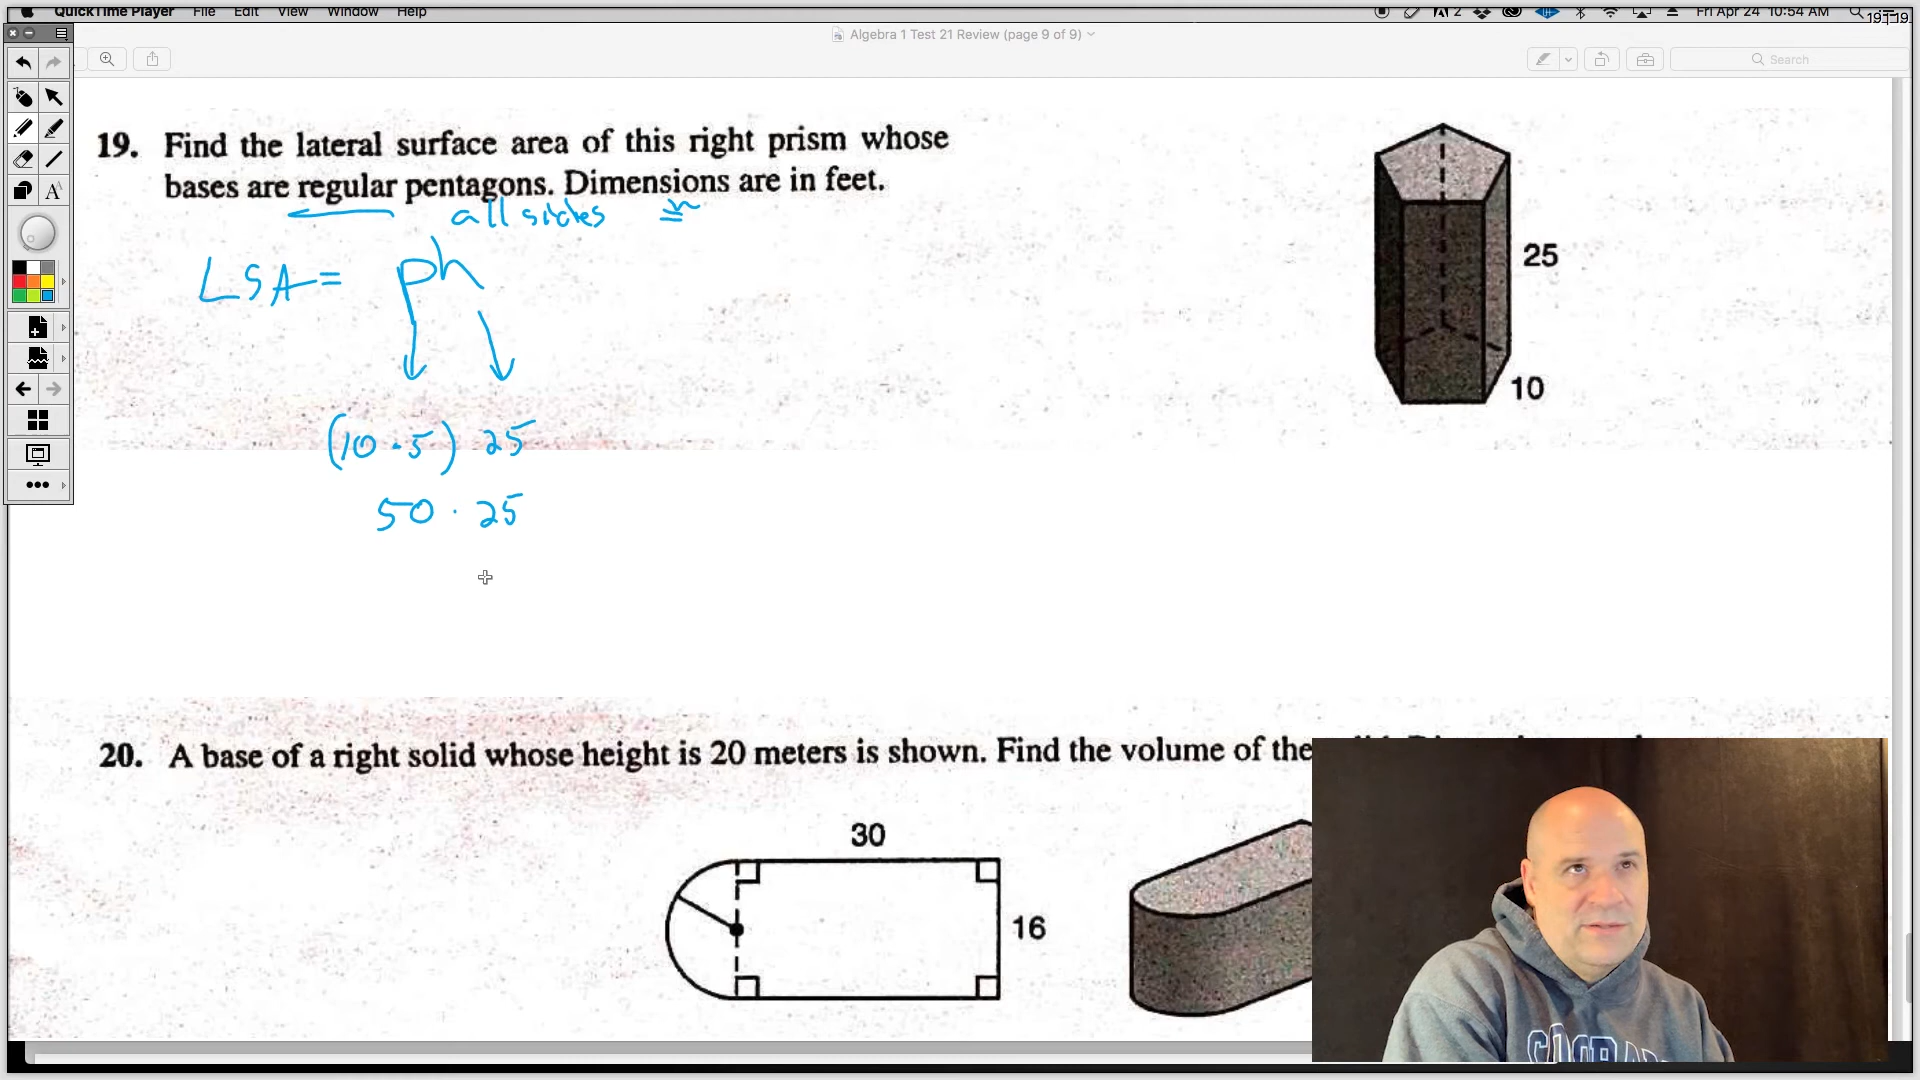 QuickTime Player File Edit View Window Help
2 Fri Apr 24 10:54 AM
Algebra 1 Test 21 Review (page 9 of 9)
Search
19. Find the lateral surface area of this right prism whose
bases are regular pentagons. Dimensions are in feet.
all sides ≅
LSA= ph
(10 · 5) 25
50 · 25
25
10
20. A base of a right solid whose height is 20 meters is shown. Find the volume of the
30
16